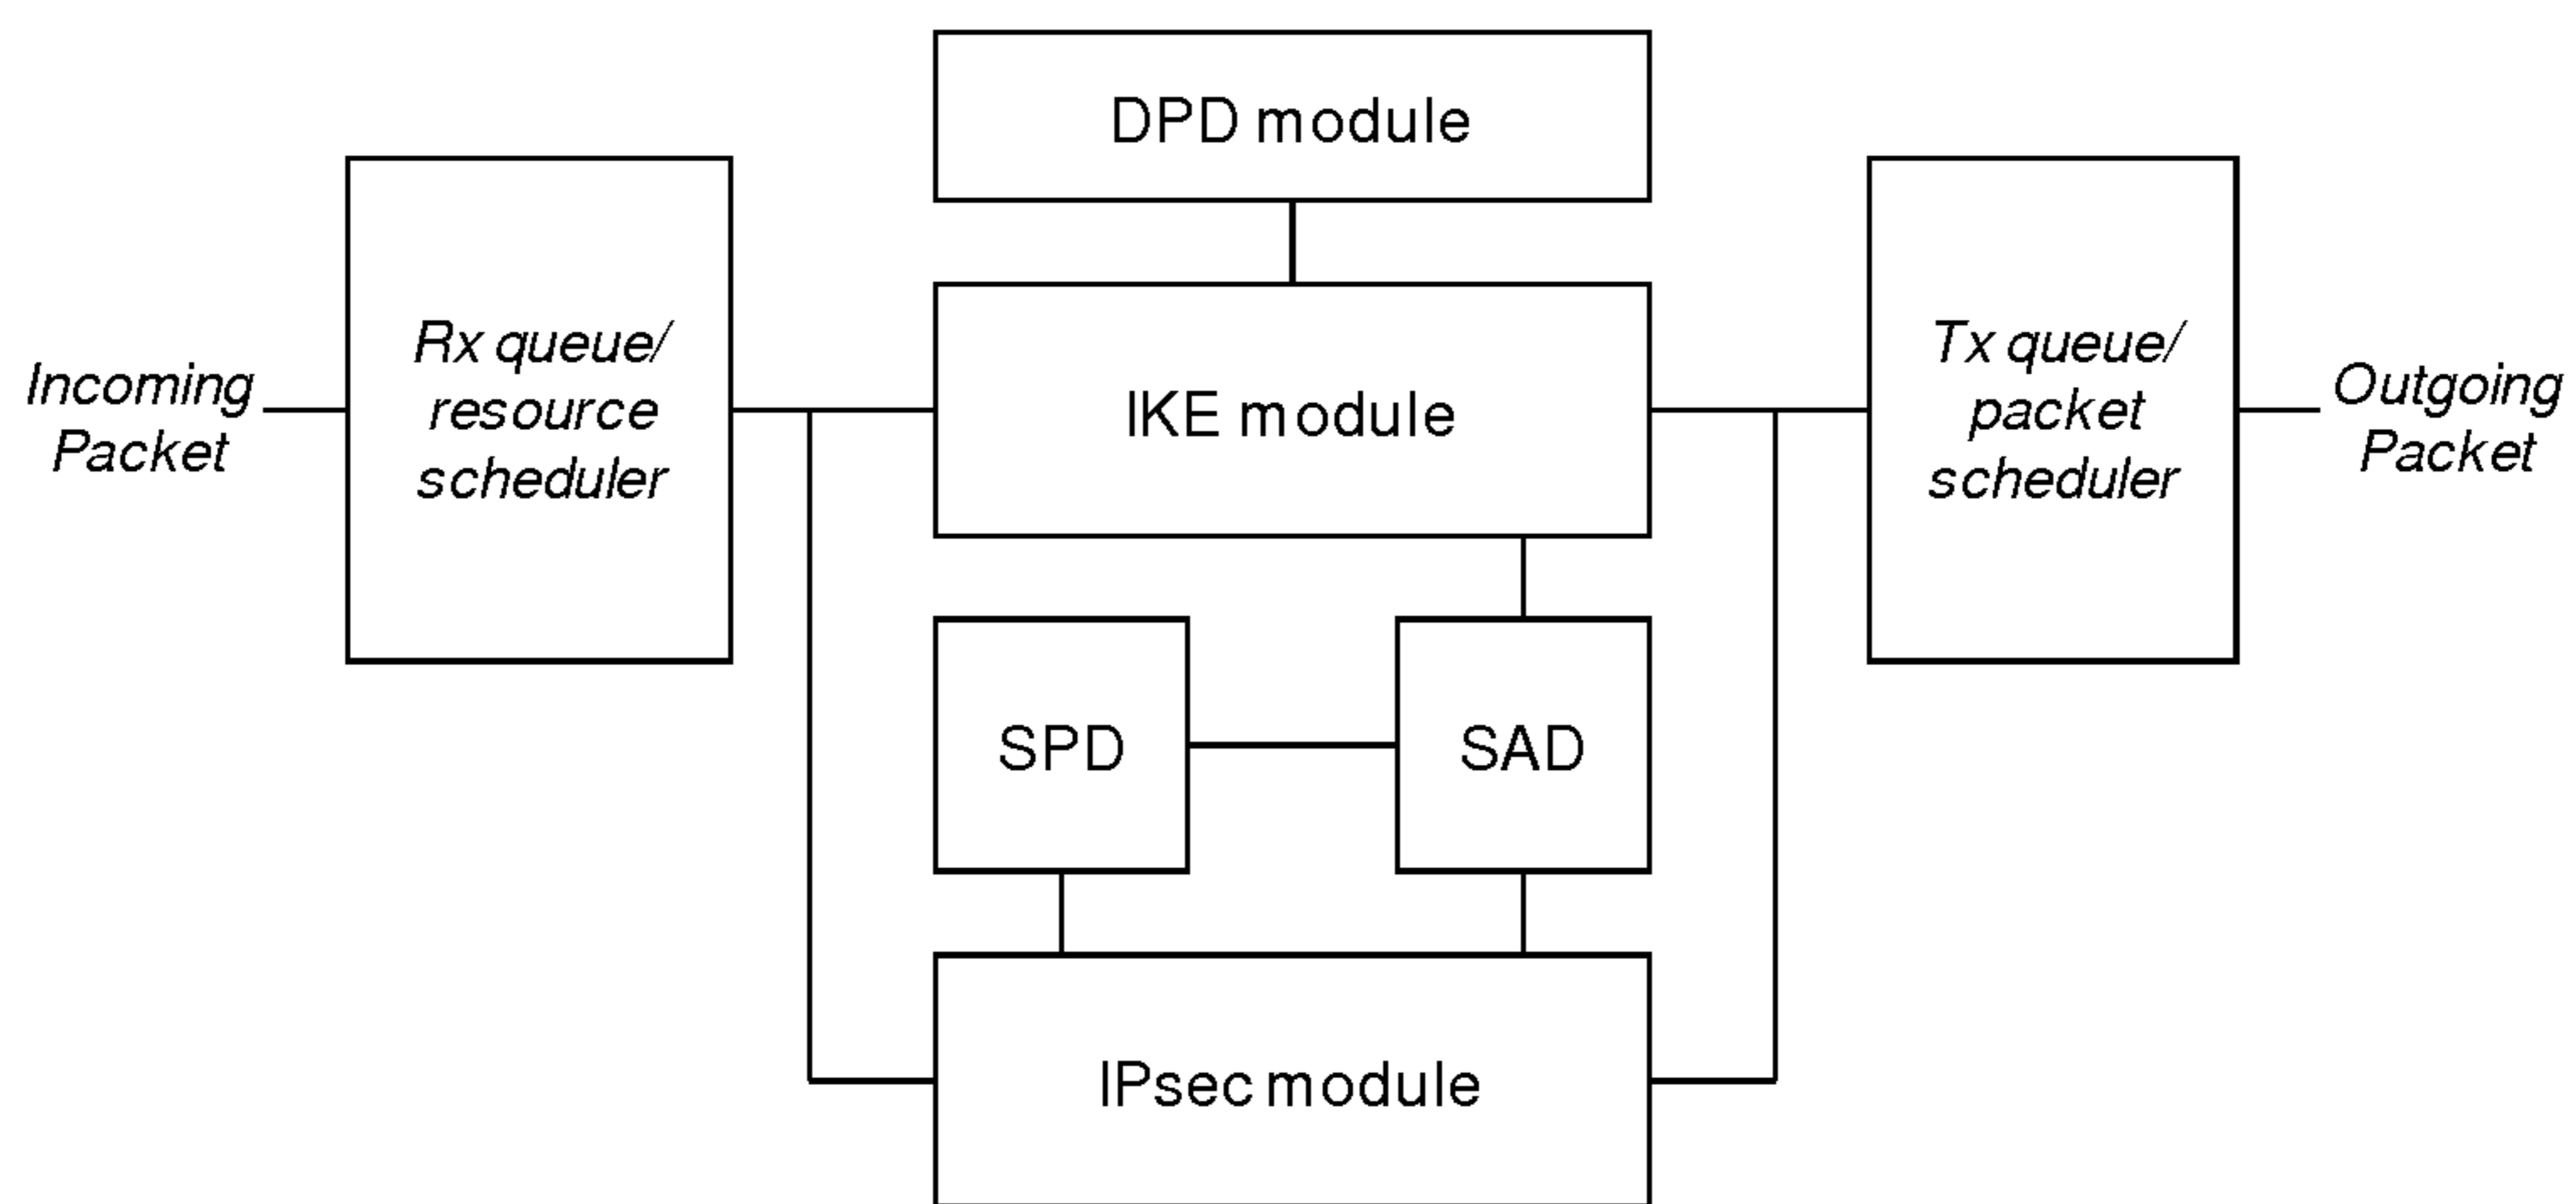 DPD module
Incoming
Packet
Rx queue/
resource
scheduler
IKE module
Tx queue/
packet
scheduler
Outgoing
Packet
SPD
SAD
IPsec module